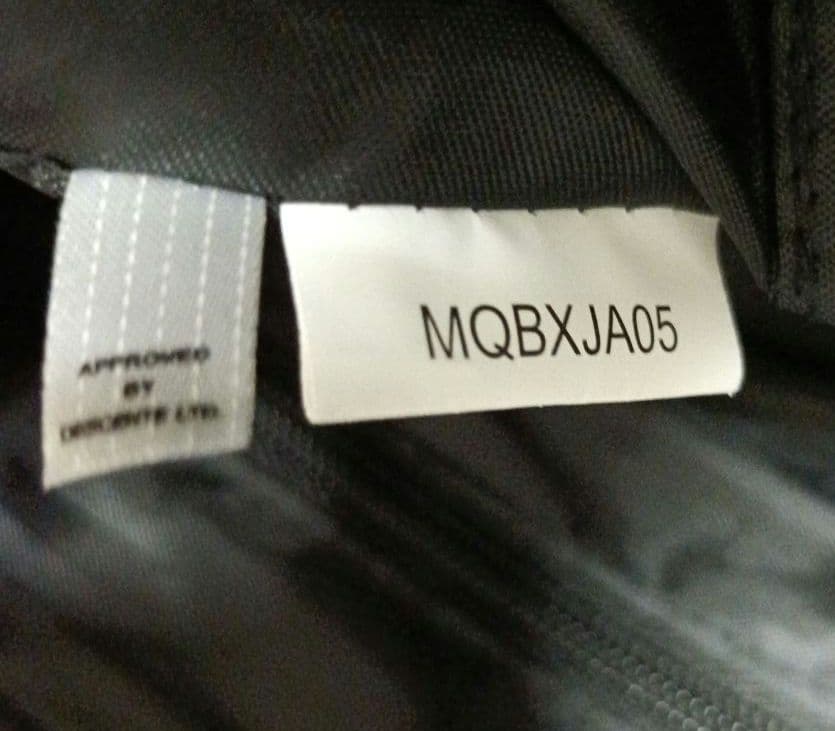 APPROVED
BY
DESCENTE LTD.
MQBXJA05